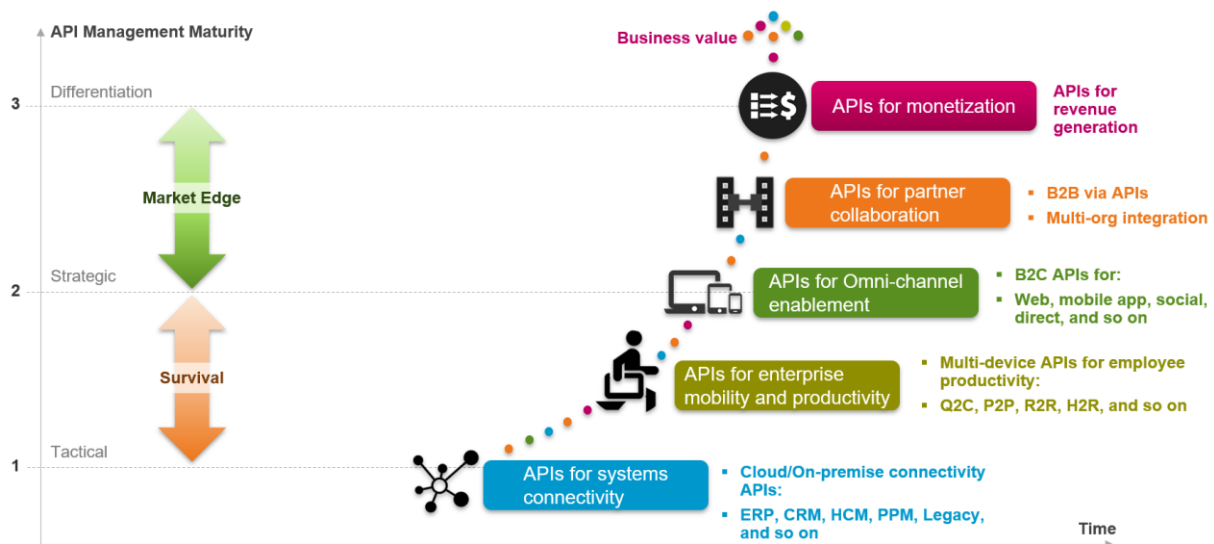 API Management Maturity
Business value
Differentiation
3
APIs for monetization
APIs for
revenue
generation
Market Edge
APIs for partner
collaboration
▪ B2B via APIs
▪ Multi-org integration
Strategic
2
APIs for Omni-channel
enablement
▪ B2C APIs for:
▪ Web, mobile app, social,
direct, and so on
Survival
APIs for enterprise
mobility and productivity
▪ Multi-device APIs for employee
productivity:
▪ Q2C, P2P, R2R, H2R, and so on
Tactical
1
APIs for systems
connectivity
▪ Cloud/On-premise connectivity
APIs:
▪ ERP, CRM, HCM, PPM, Legacy,
and so on
Time